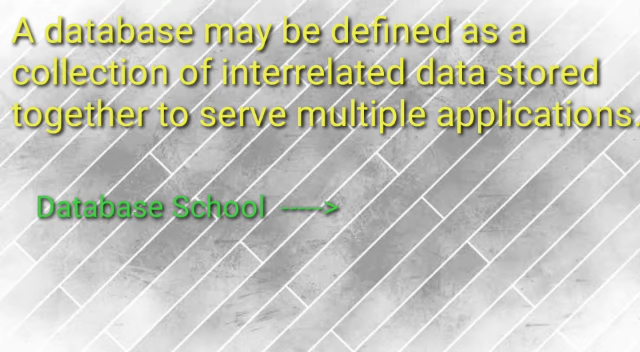 A database may be defined as a
collection of interrelated data stored
together to serve multiple applications.
Database School ----->